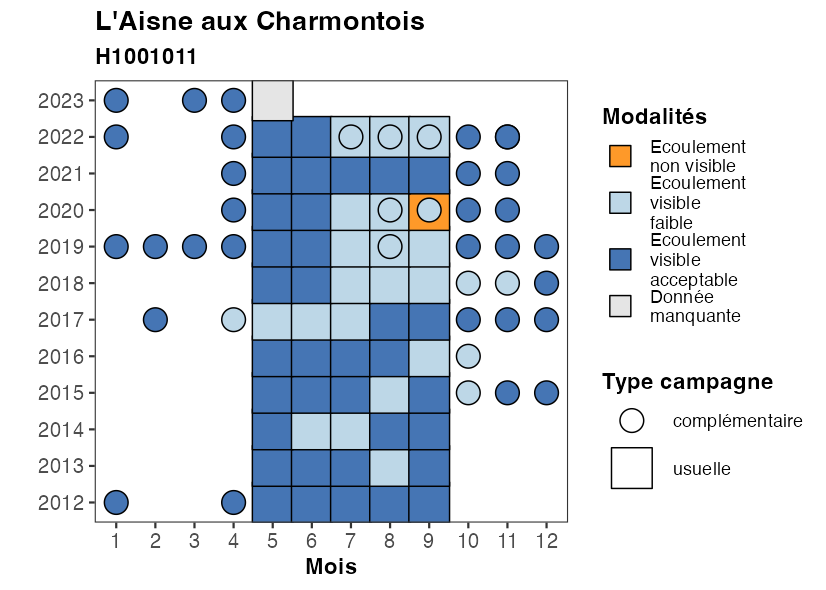 L'Aisne aux Charmontois
H1001011
2023
2022
2021
2020
2019
2018
2017
2016
2015
2014
2013
2012
1 2 3 4 5 6 7 8 9 10 11 12
Mois
Modalités
Ecoulement
non visible
Ecoulement
visible
faible
Ecoulement
visible
acceptable
Donnée
manquante
Type campagne
complémentaire
usuelle